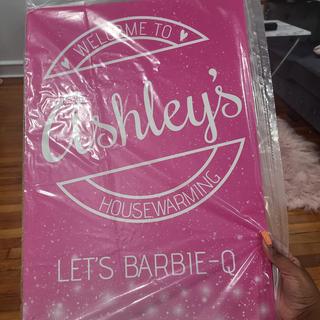 WELCOME TO
Ashley's
HOUSEWARMING
LET'S BARBIE-Q